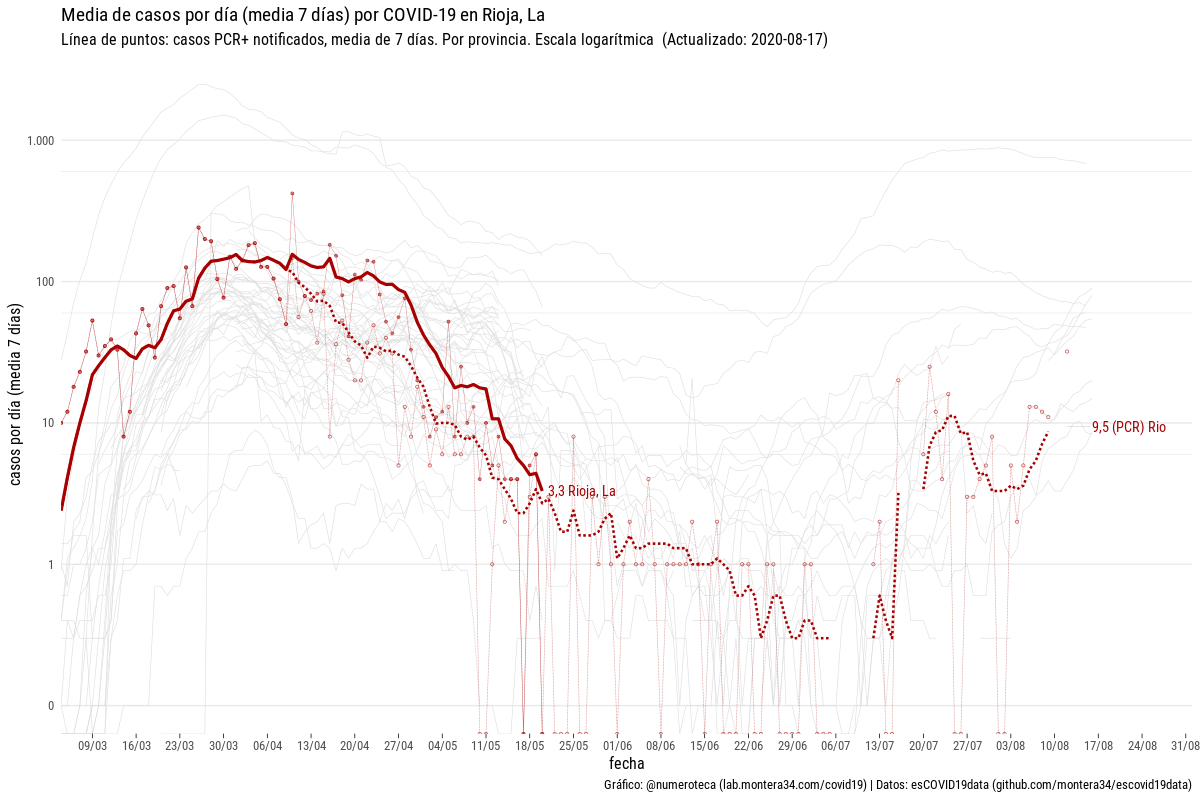 Media de casos por día (media 7 días) por COVID-19 en Rioja, La
Línea de puntos: casos PCR+ notificados, media de 7 días. Por provincia. Escala logarítmica (Actualizado: 2020-08-17)
casos por día (media 7 días)
1.000
100
10
1
0
3,3 Rioja, La
9,5 (PCR) Rio
09/03 16/03 23/03 30/03 06/04 13/04 20/04 27/04 04/05 11/05 18/05 25/05 01/06 08/06 15/06 22/06 29/06 06/07 13/07 20/07 27/07 03/08 10/08 17/08 24/08 31/08
fecha
Gráfico: @numeroteca (lab.montera34.com/covid19) | Datos: esCOVID19data (github.com/montera34/escovid19data)